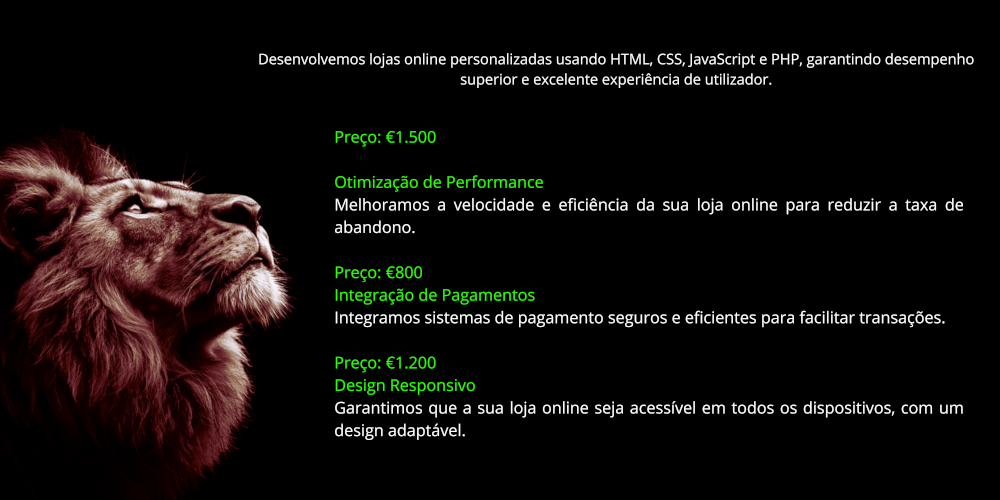 Desenvolvemos lojas online personalizadas usando HTML, CSS, JavaScript e PHP, garantindo desempenho
superior e excelente experiência de utilizador.
Preço: €1.500
Otimização de Performance
Melhoramos a velocidade e eficiência da sua loja online para reduzir a taxa de
abandono.
Preço: €800
Integração de Pagamentos
Integramos sistemas de pagamento seguros e eficientes para facilitar transações.
Preço: €1.200
Design Responsivo
Garantimos que a sua loja online seja acessível em todos os dispositivos, com um
design adaptável.